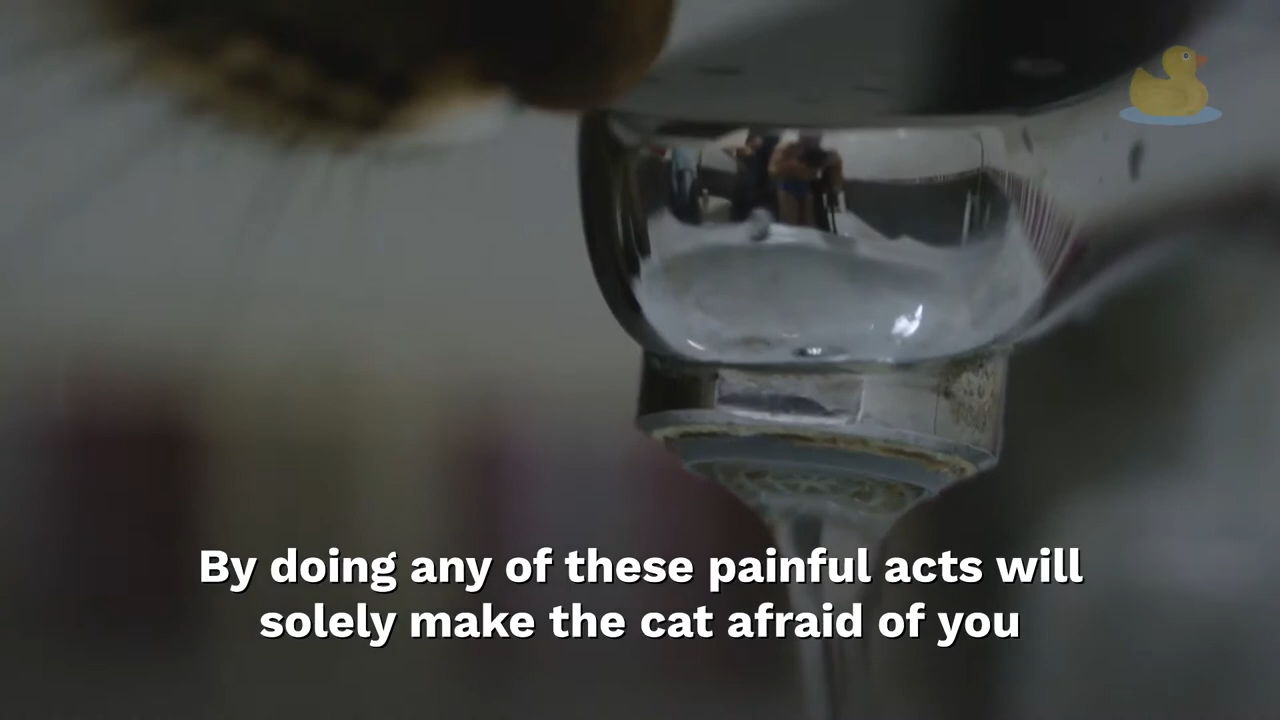 By doing any of these painful acts will
solely make the cat afraid of you